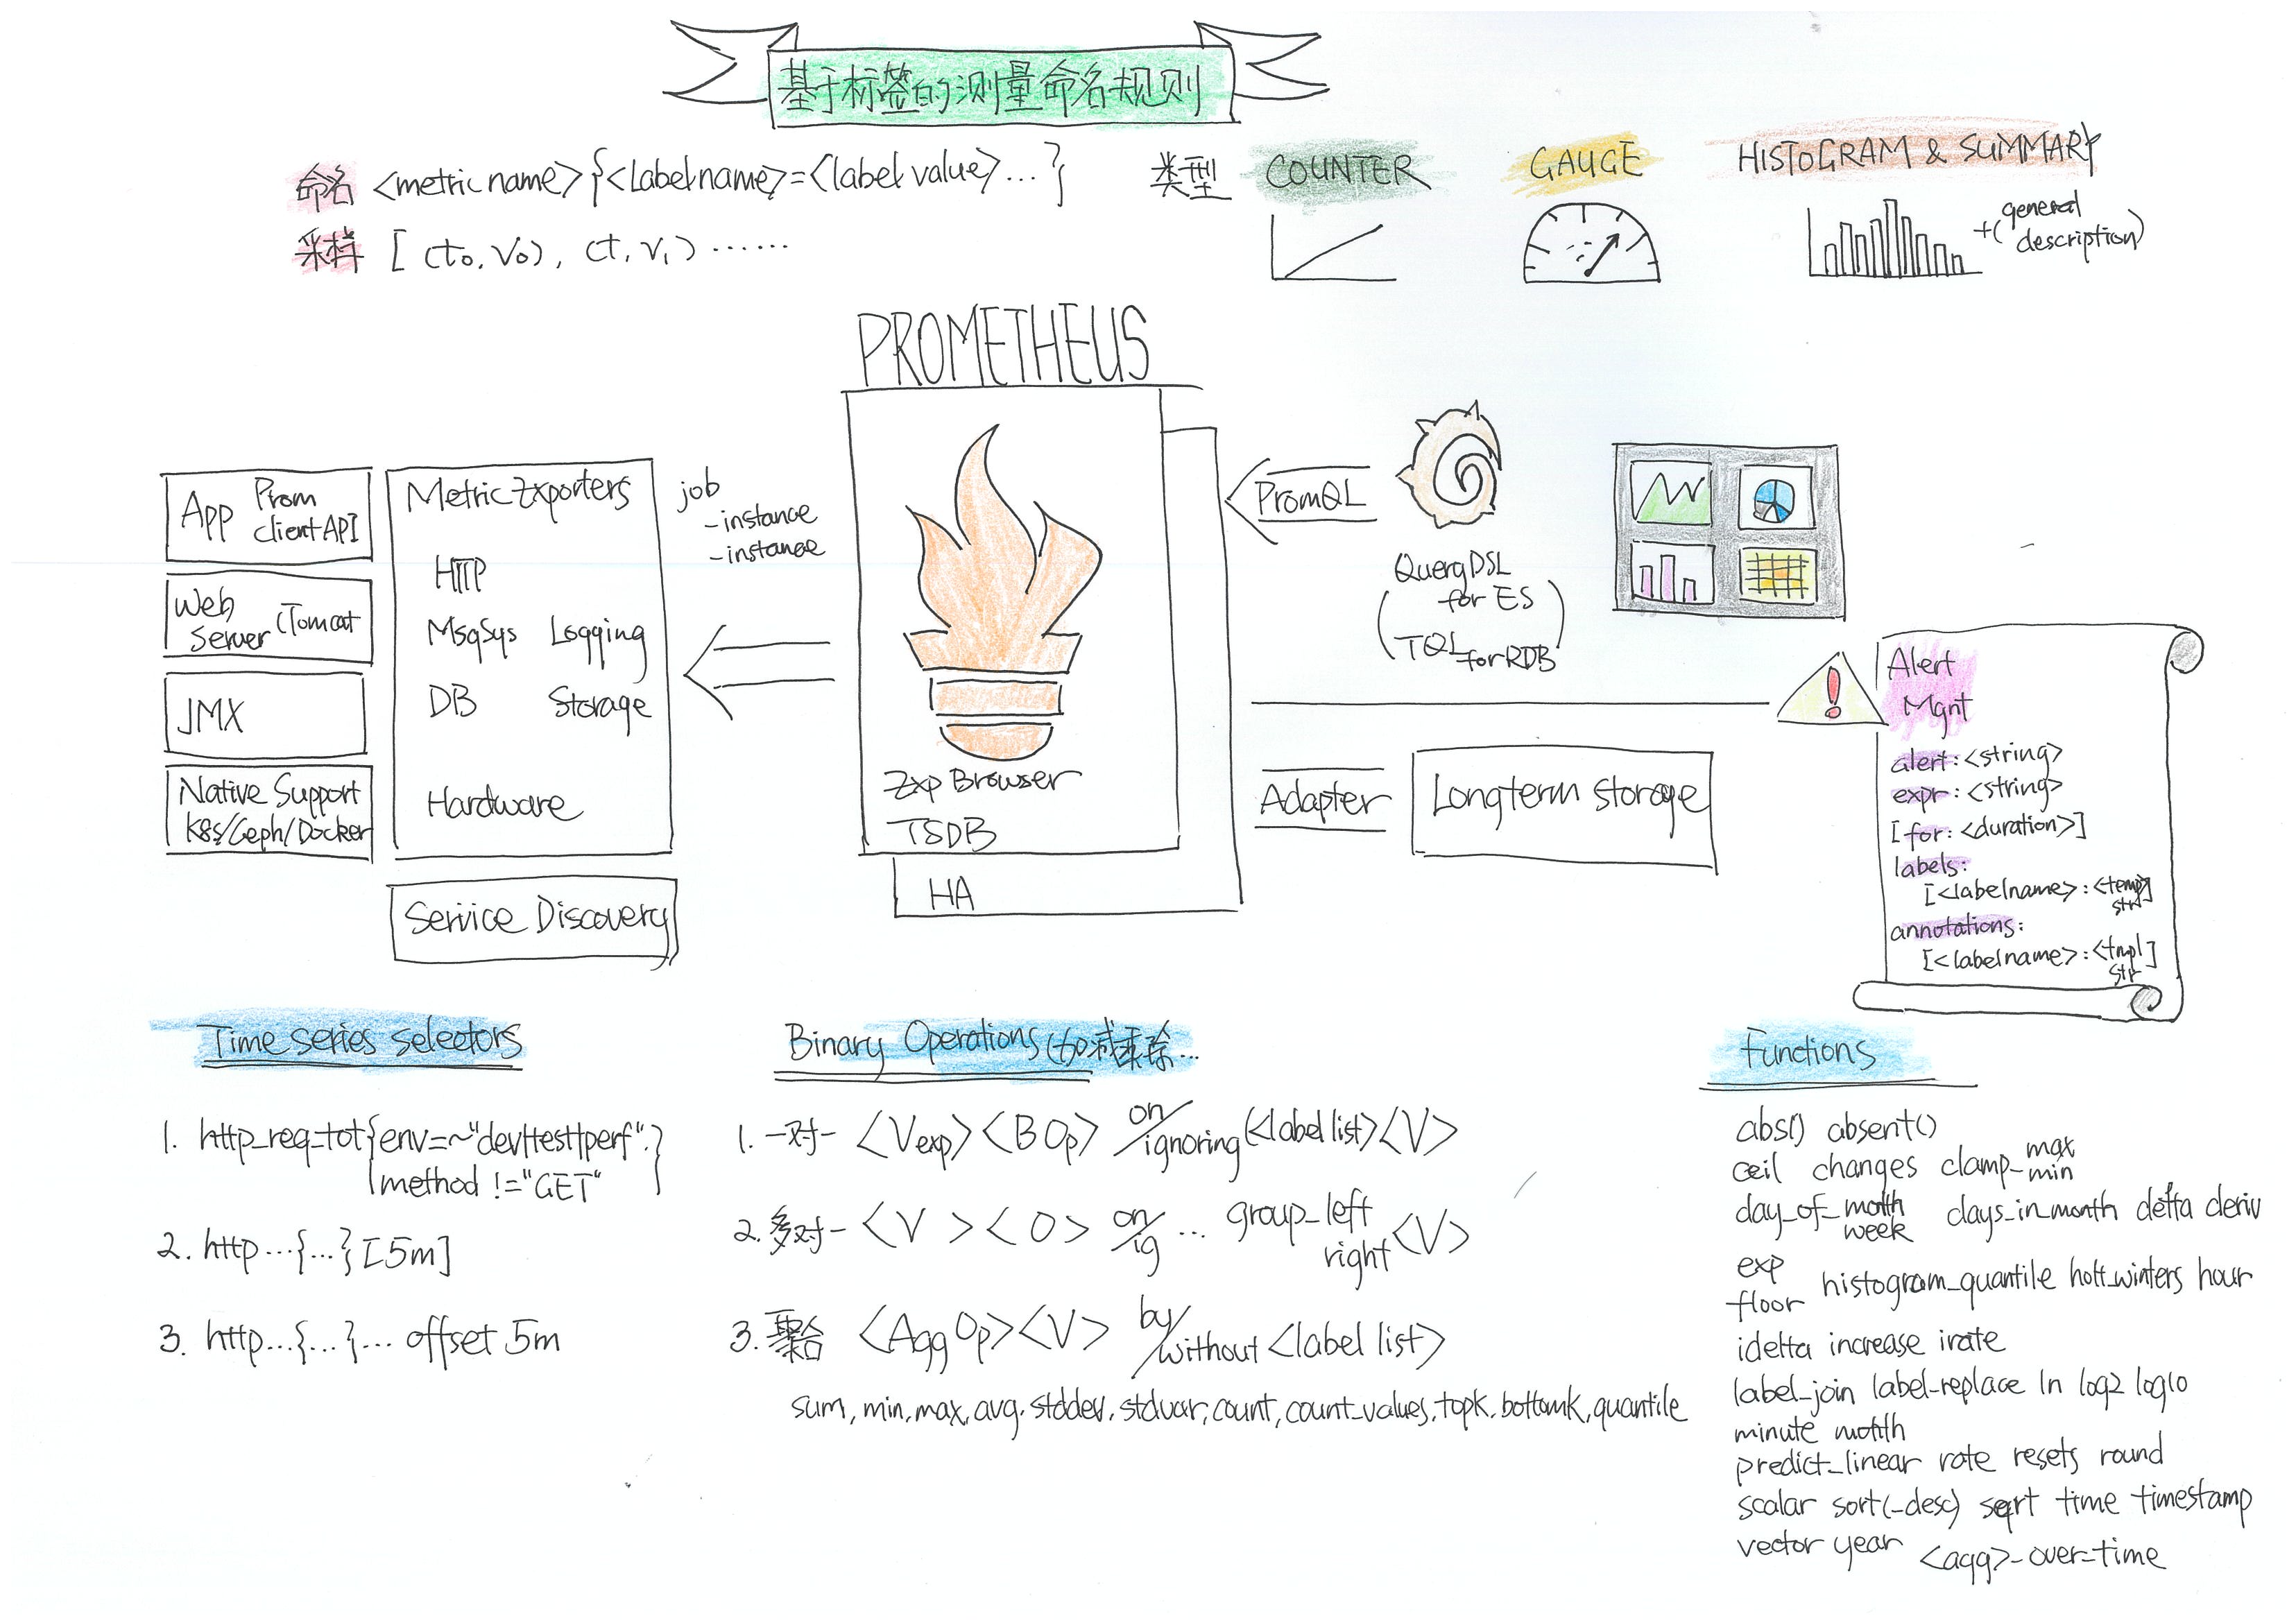 基于标签的测量命名规则
命名 <metric name>{<Label name>=<label value>...}
采样 [ (t₀,v₀), (t,v₁) ......
类型
COUNTER
GAUGE
HISTOGRAM & SUMMARY
+(general
description)
PROMETHEUS
App Prom
client API
Web
Server (Tomcat
JMX
Native Support
K8s/Ceph/Docker
Metric Exporters
HTTP
MsgSys Logging
DB Storage
Hardware
Service Discovery
job
-instance
-instance
Exp Browser
TSDB
HA
PromQL
QueryDSL
for ES
TQL
for RDB
Adapter
Longterm storage
Alert
Mgnt
alert: <string>
expr: <string>
[for: <duration>]
labels:
[<labelname>: <temp]
str
annotations:
[<labelname>: <tmpl]
str
Time series selectors
1. http_req_tot{env=~"dev|test|perf".}
method !="GET"
2. http...{...}[5m]
3. http...{...}... offset 5m
Binary Operations (加减乘除...
1. 一对一 <Vexp><B Op> on/ignoring(<label list><V>
2. 多对一 <V><O> on/ig ... group_left
right <V>
3. 聚合 <Agg Op><V> by/without <label list>
sum, min, max, avg, stddev, stdvar, count, count_values, topk, bottomk, quantile
Functions
abs() absent()
ceil changes clamp_max
min
day_of_month
week
days_in_month delta deriv
exp
floor
histogram_quantile holt_winters hour
idelta increase irate
label_join label_replace ln log2 log10
minute month
predict_linear rate resets round
scalar sort(_desc) sqrt time timestamp
vector year <agg>_over_time